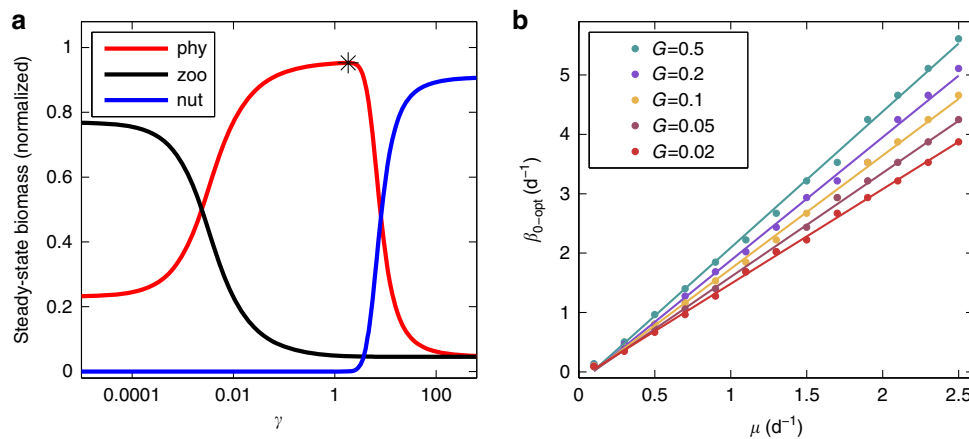 a
Steady-state biomass (normalized)
1
0.8
0.6
0.4
0.2
0
phy
zoo
nut
0.0001
0.01
1
100
γ
b
β0-opt (d⁻¹)
5
4
3
2
1
0
G=0.5
G=0.2
G=0.1
G=0.05
G=0.02
0
0.5
1
1.5
2
2.5
μ (d⁻¹)